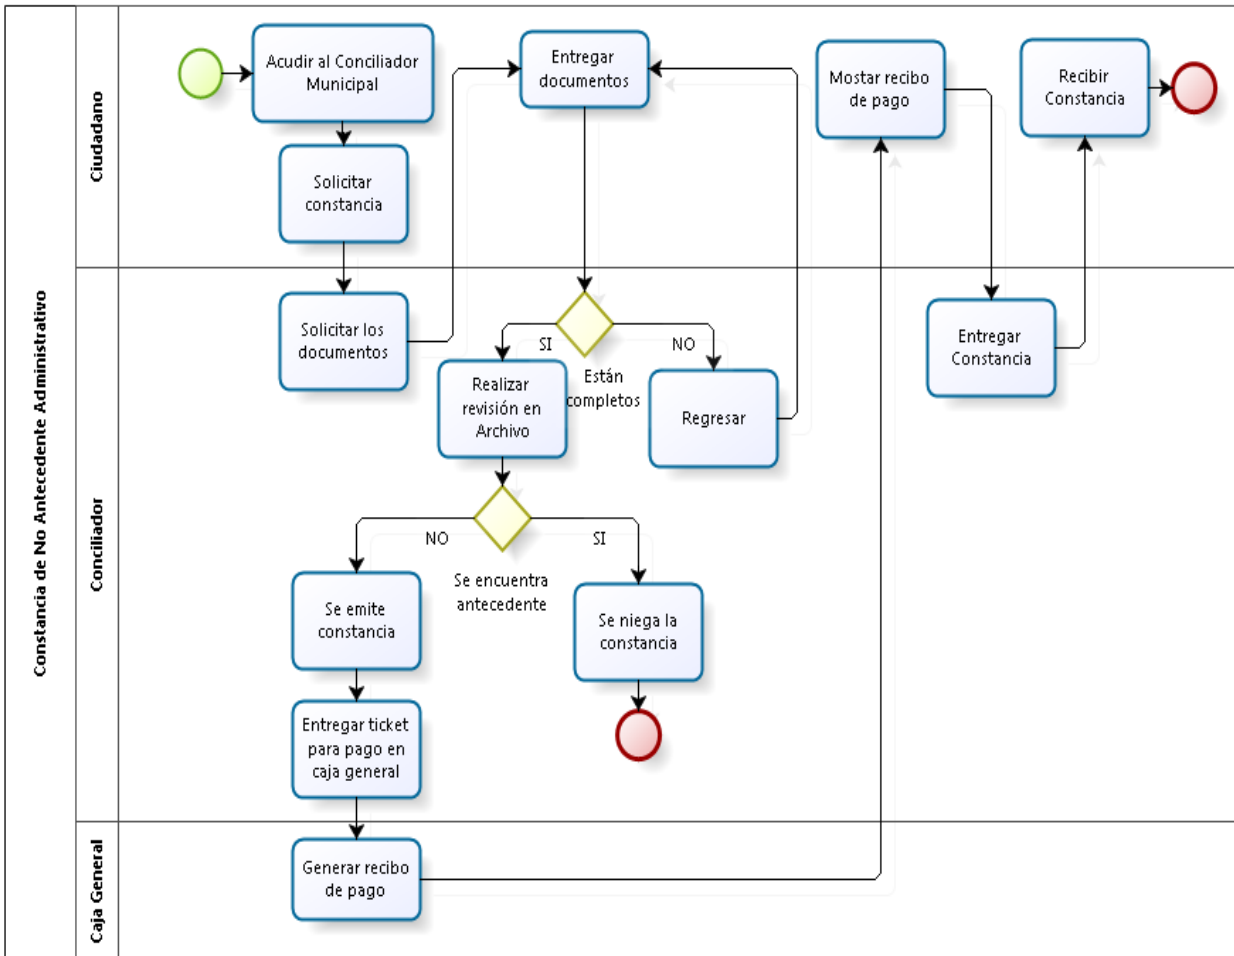 Constancia de No Antecedente Administrativo
Ciudadano
Acudir al Conciliador
Municipal
Solicitar
constancia
Entregar
documentos
Mostar recibo
de pago
Recibir
Constancia
Conciliador
Solicitar los
documentos
SI
NO
Están
completos
Realizar
revisión en
Archivo
Regresar
Entregar
Constancia
NO
SI
Se encuentra
antecedente
Se emite
constancia
Se niega la
constancia
Entregar ticket
para pago en
caja general
Caja General
Generar recibo
de pago